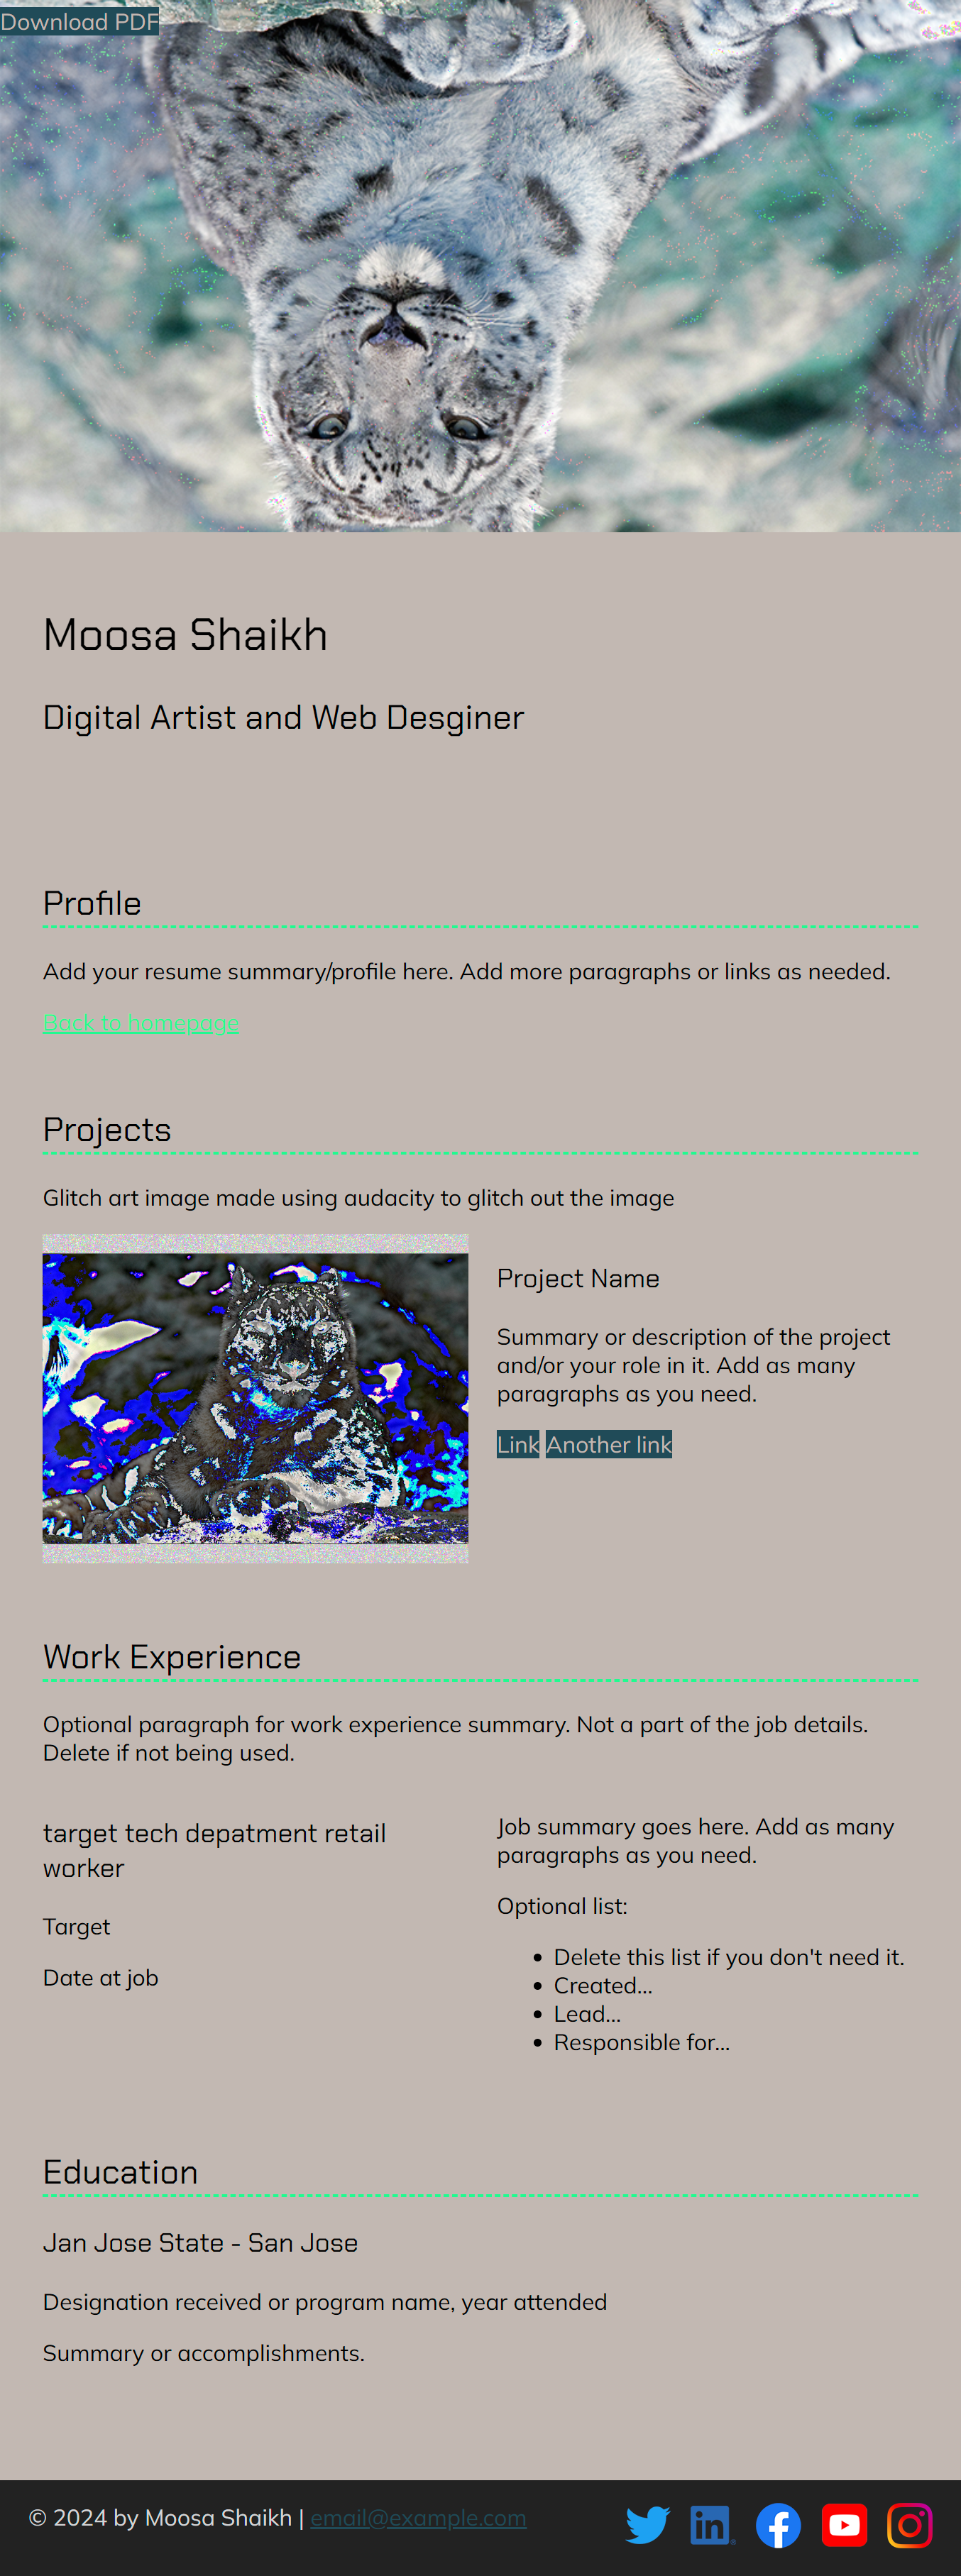 Download PDF
Moosa Shaikh
Digital Artist and Web Desginer
Profile
Add your resume summary/profile here. Add more paragraphs or links as needed.
Back to homepage
Projects
Glitch art image made using audacity to glitch out the image
Project Name
Summary or description of the project
and/or your role in it. Add as many
paragraphs as you need.
Link Another link
Work Experience
Optional paragraph for work experience summary. Not a part of the job details.
Delete if not being used.
target tech depatment retail
worker
Target
Date at job
Job summary goes here. Add as many
paragraphs as you need.
Optional list:
• Delete this list if you don't need it.
• Created...
• Lead...
• Responsible for...
Education
Jan Jose State - San Jose
Designation received or program name, year attended
Summary or accomplishments.
© 2024 by Moosa Shaikh | email@example.com
in